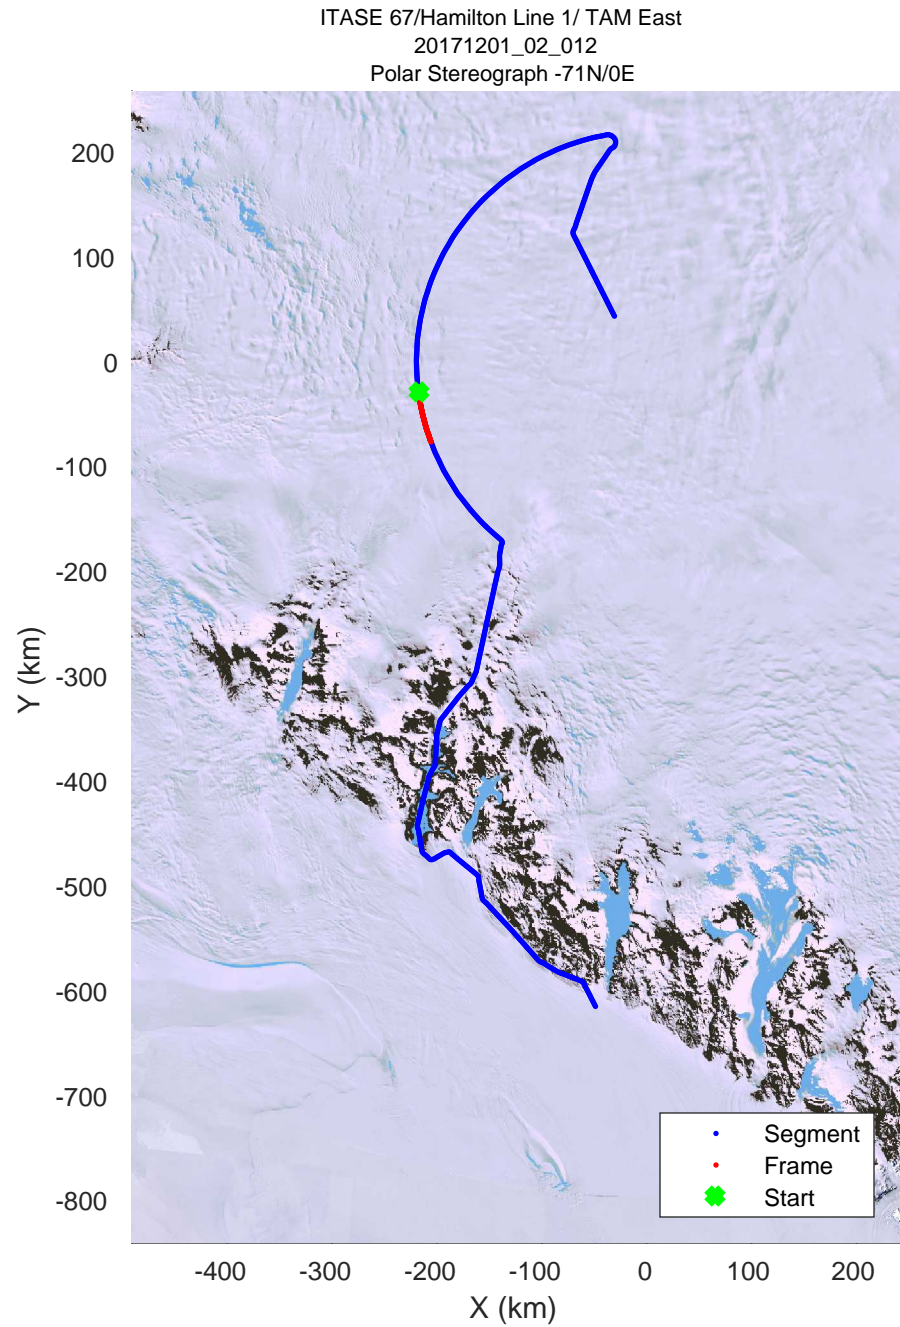 ITASE 67/Hamilton Line 1/ TAM East
20171201_02_012
Polar Stereograph -71N/0E
200
100
0
-100
-200
-300
-400
-500
-600
-700
-800
Y (km)
Segment
Frame
Start
-400 -300 -200 -100 0 100 200
X (km)